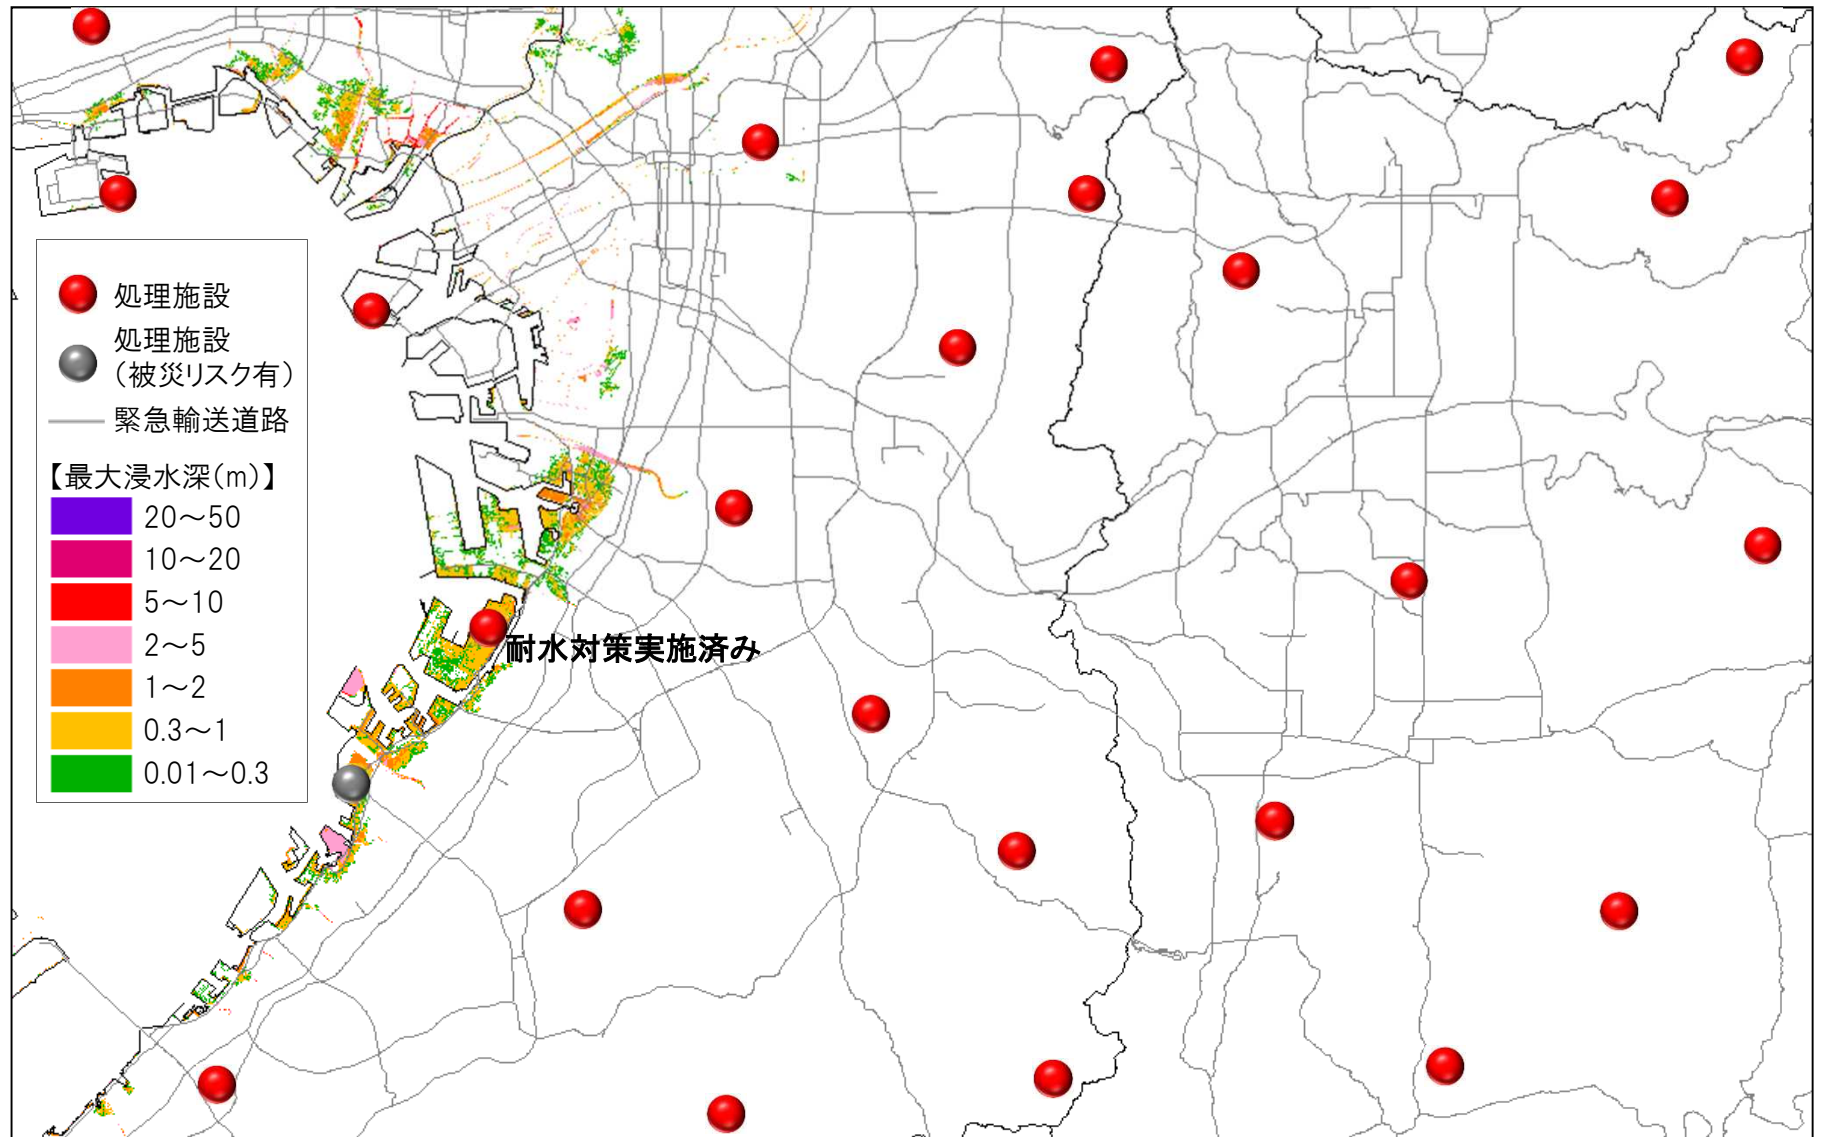 処理施設
処理施設
（被災リスク有）
緊急輸送道路
【最大浸水深(m)】
20～50
10～20
5～10
2～5
1～2
0.3～1
0.01～0.3
耐水対策実施済み